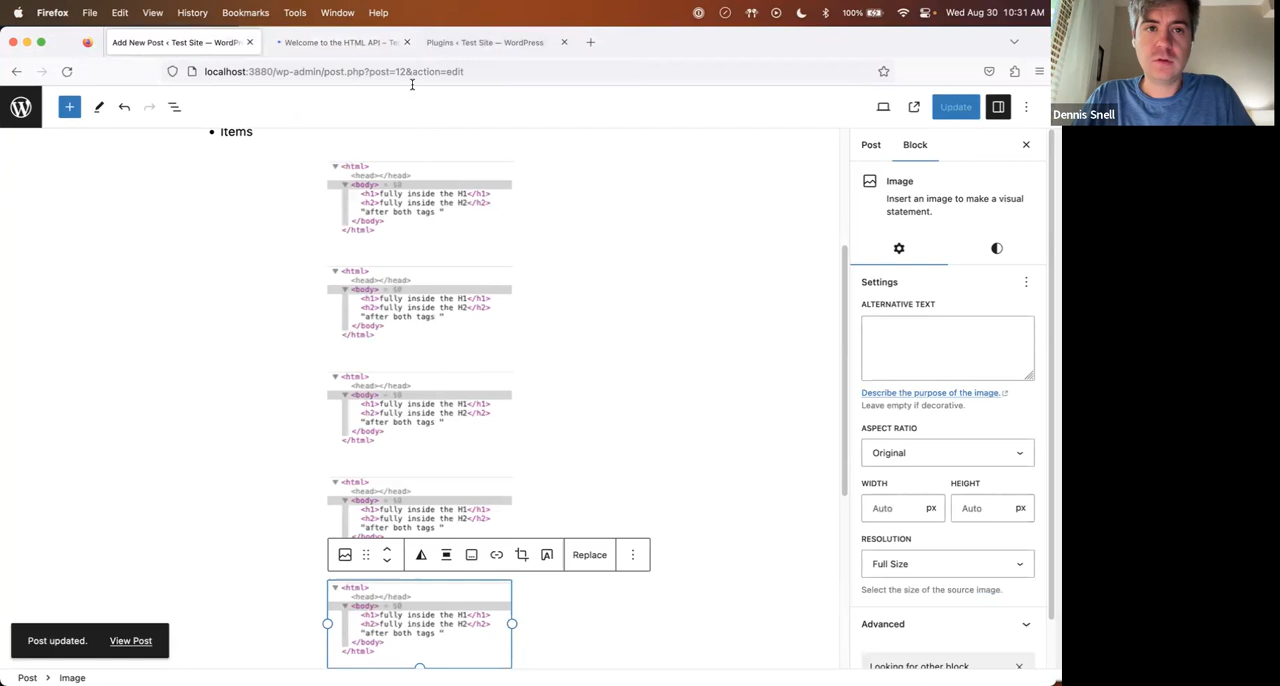 Firefox File Edit View History Bookmarks Tools Window Help 100% Wed Aug 30 10:31 AM
Add New Post ‹ Test Site — WordPr Welcome to the HTML API – Te Plugins ‹ Test Site — WordPress
localhost:3880/wp-admin/post.php?post=12&action=edit
Dennis Snell
Update
• Items
Post Block
Image
Insert an image to make a visual
statement.
Settings
ALTERNATIVE TEXT
Describe the purpose of the image.
Leave empty if decorative.
ASPECT RATIO
Original
WIDTH HEIGHT
Auto px Auto px
RESOLUTION
Full Size
Select the size of the source image.
Advanced
Looking for other block
<html>
<head></head>
<body> = $0
<h1>fully inside the H1</h1>
<h2>fully inside the H2</h2>
"after both tags "
</body>
</html>
<html>
<head></head>
<body> = $0
<h1>fully inside the H1</h1>
<h2>fully inside the H2</h2>
"after both tags "
</body>
</html>
<html>
<head></head>
<body> = $0
<h1>fully inside the H1</h1>
<h2>fully inside the H2</h2>
"after both tags "
</body>
</html>
<html>
<head></head>
<body> = $0
<h1>fully inside the H1</h1>
<h2>fully inside the H2</h2>
"after both tags "
</body>
Replace
<html>
<head></head>
<body> = $0
<h1>fully inside the H1</h1>
<h2>fully inside the H2</h2>
"after both tags "
</body>
</html>
Post updated. View Post
Post › Image